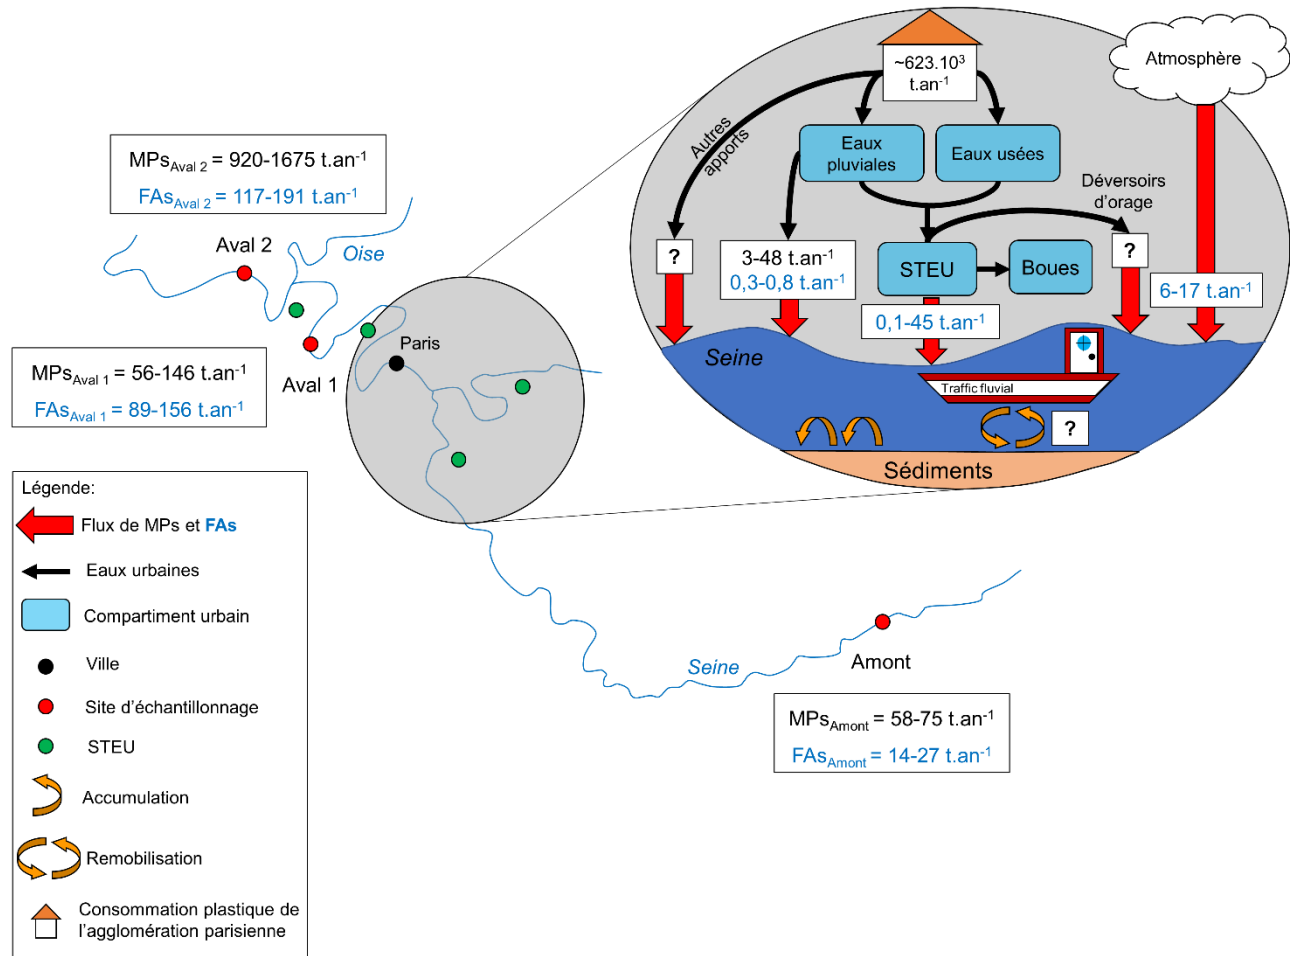 ~623.10³
t.an⁻¹
Atmosphère
Autres
apports
Eaux
pluviales
Eaux usées
Déversoirs
d'orage
?
3-48 t.an⁻¹
0,3-0,8 t.an⁻¹
STEU
Boues
?
6-17 t.an⁻¹
0,1-45 t.an⁻¹
Seine
Traffic fluvial
?
Sédiments
MPsAval 2 = 920-1675 t.an⁻¹
FAsAval 2 = 117-191 t.an⁻¹
Aval 2
Oise
Paris
Aval 1
MPsAval 1 = 56-146 t.an⁻¹
FAsAval 1 = 89-156 t.an⁻¹
Seine
Amont
MPsAmont = 58-75 t.an⁻¹
FAsAmont = 14-27 t.an⁻¹
Légende:
Flux de MPs et FAs
Eaux urbaines
Compartiment urbain
Ville
Site d'échantillonnage
STEU
Accumulation
Remobilisation
Consommation plastique de
l'agglomération parisienne